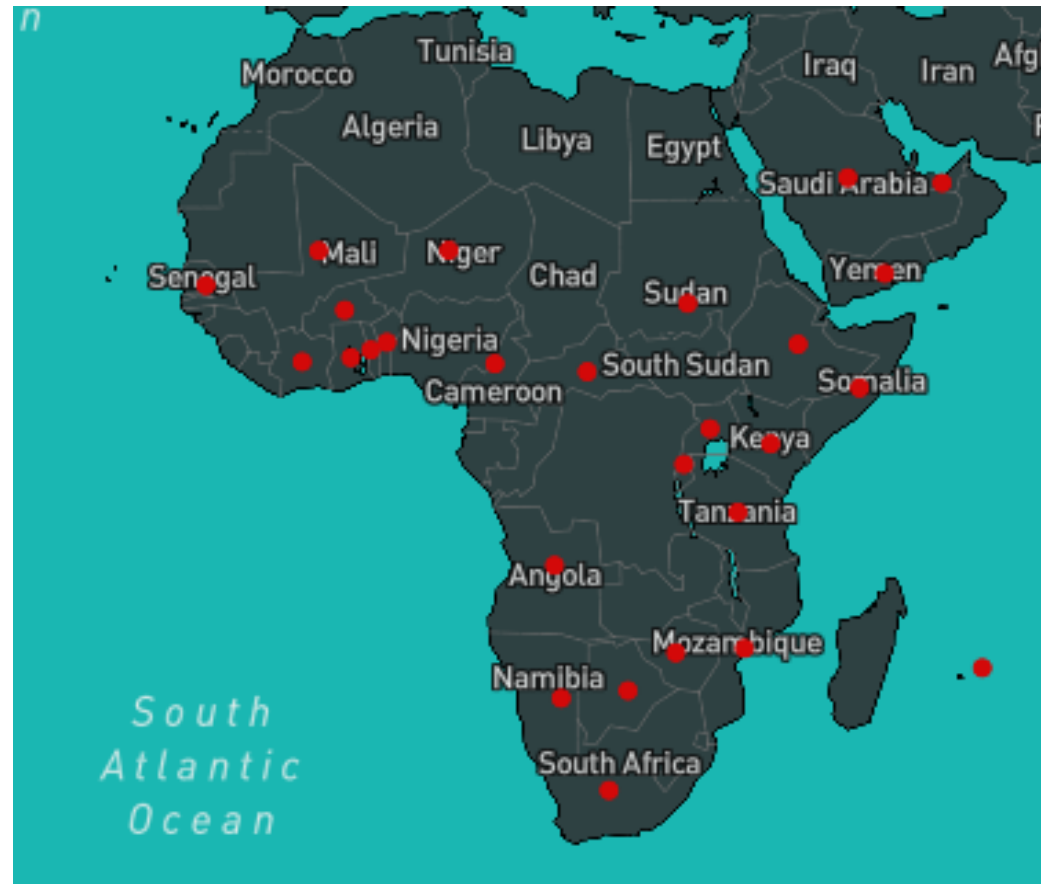 n
Tunisia
Morocco
Iraq
Iran
Afg
Algeria
Libya
Egypt
Saudi Arabia
Mali
Niger
Senegal
Chad
Yemen
Sudan
Nigeria
South Sudan
Cameroon
Somalia
Kenya
Tanzania
Angola
Mozambique
Namibia
South
Atlantic
Ocean
South Africa